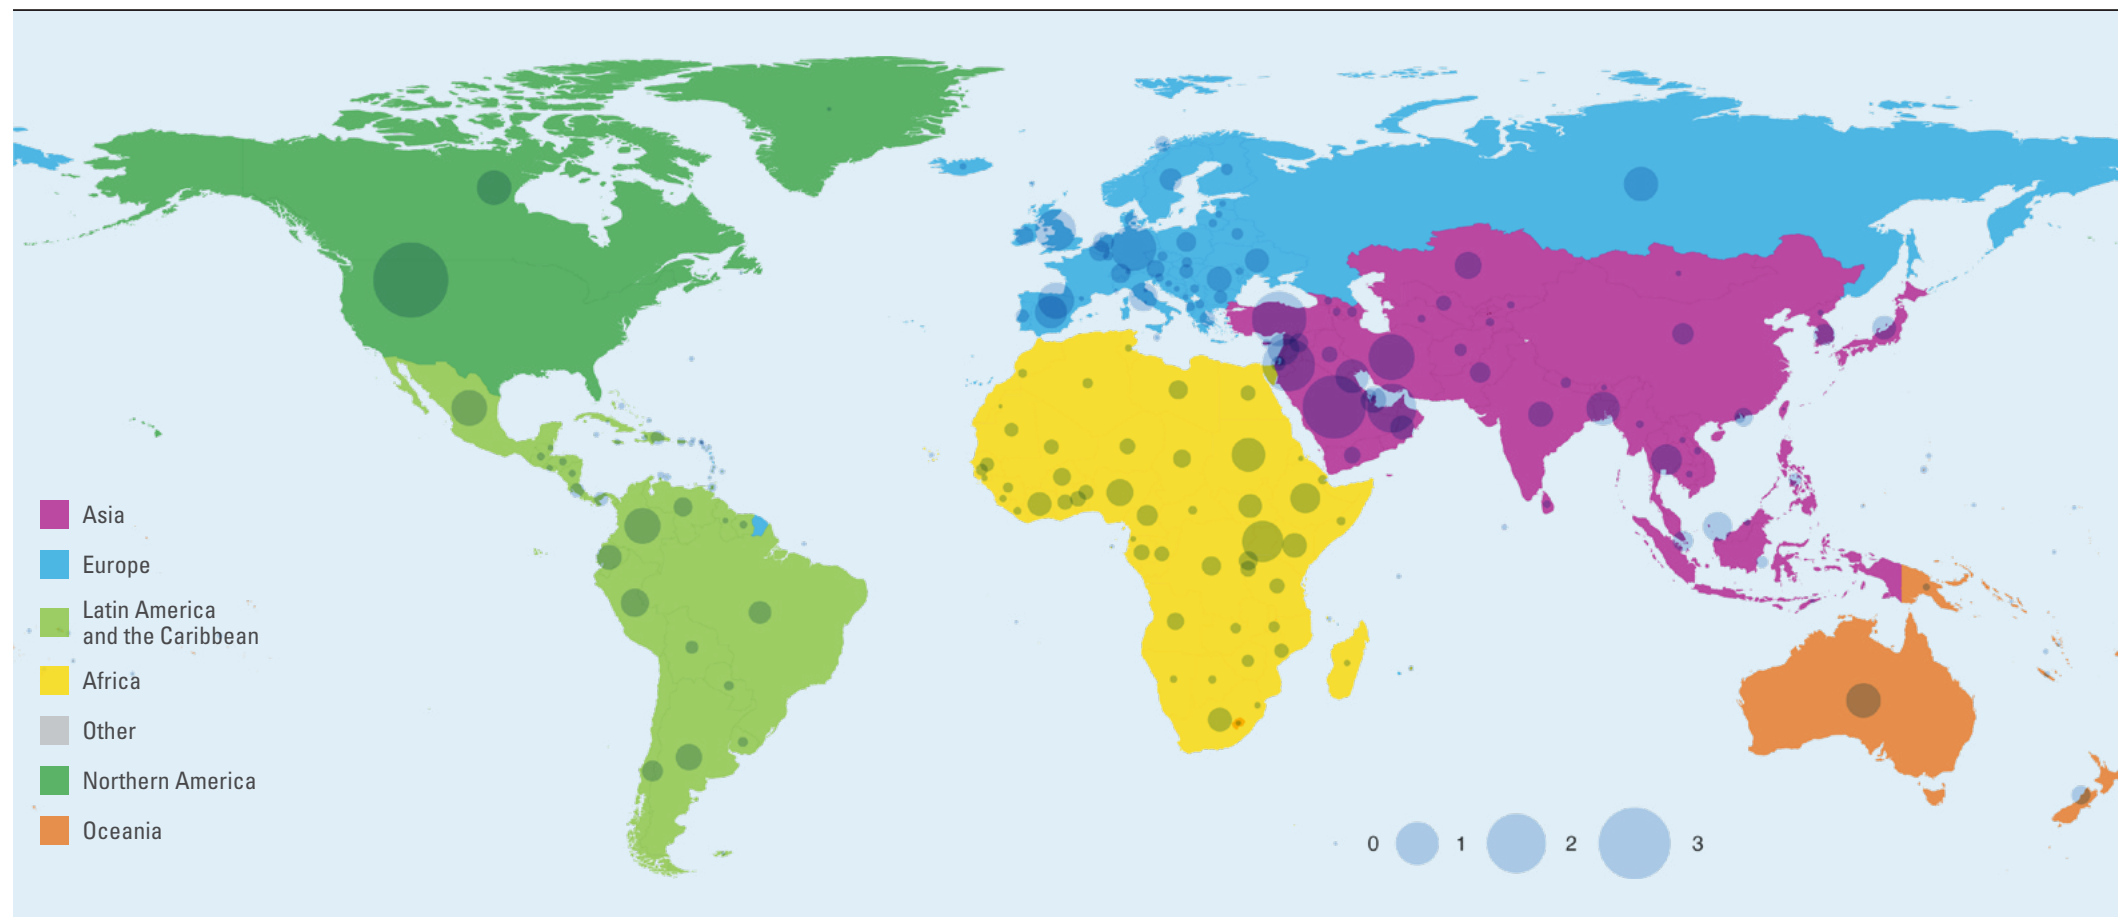 Asia
Europe
Latin America
and the Caribbean
Africa
Other
Northern America
Oceania
0 1 2 3